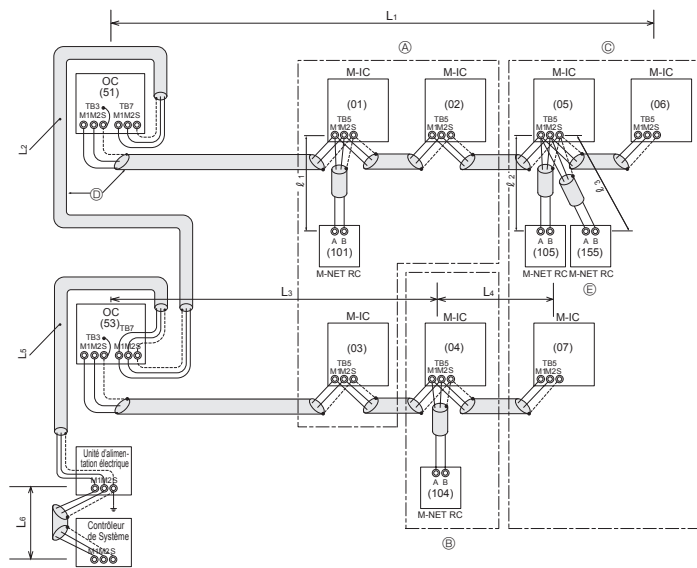 L1
A
C
M-IC
M-IC
M-IC
M-IC
OC
(51)
TB3
TB7
M1M2S
M1M2S
(01)
TB5
M1M2S
(02)
TB5
M1M2S
(05)
TB5
M1M2S
(06)
TB5
M1M2S
L2
D
ℓ1
ℓ2
ℓ3
A B
(101)
M-NET RC
A B
(105)
M-NET RC
A B
(155)
M-NET RC
E
L3
L4
OC
(53)
TB3
TB7
M1M2S
M1M2S
M-IC
M-IC
M-IC
(03)
TB5
M1M2S
(04)
TB5
M1M2S
(07)
TB5
M1M2S
L5
Unité d'alimen-
tation électrique
M1M2S
A B
(104)
M-NET RC
L6
Contrôleur
de Système
M1M2S
B